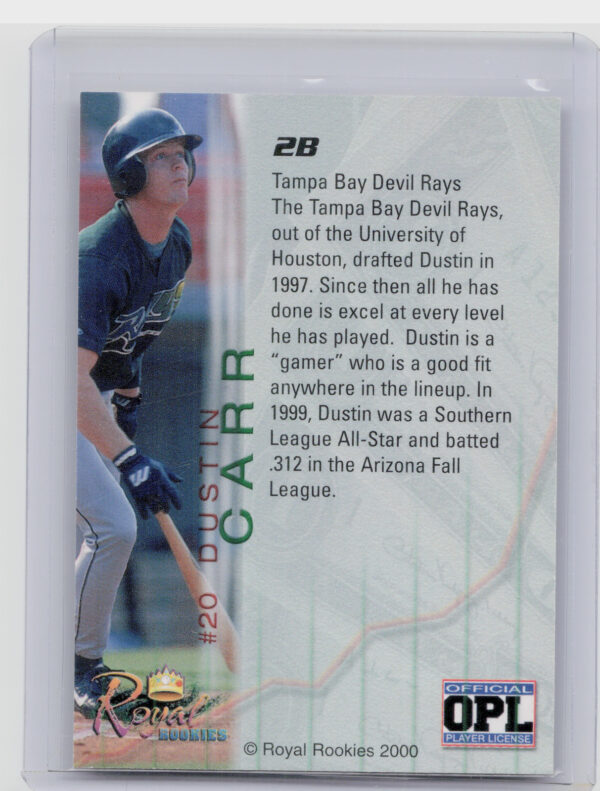 2B
Tampa Bay Devil Rays
The Tampa Bay Devil Rays,
out of the University of
Houston, drafted Dustin in
1997. Since then all he has
done is excel at every level
he has played.  Dustin is a
“gamer” who is a good fit
anywhere in the lineup. In
1999, Dustin was a Southern
League All-Star and batted
.312 in the Arizona Fall
League.
#20 DUSTIN
CARR
Royal
ROOKIES
© Royal Rookies 2000
OFFICIAL
OPL
PLAYER LICENSE